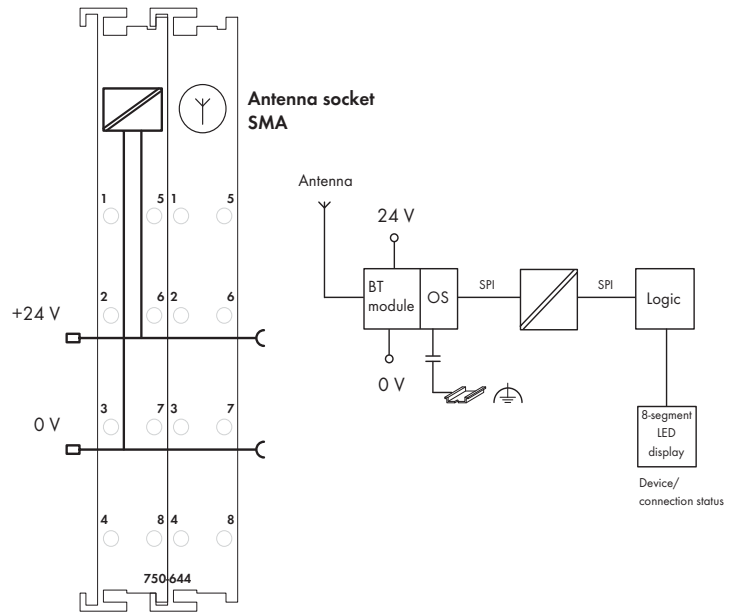 Antenna socket
SMA
1
5
1
5
2
6
2
6
+24 V
3
7
3
7
0 V
4
8
4
8
750-644
Antenna
24 V
BT
module
OS
SPI
SPI
Logic
0 V
8-segment
LED
display
Device/
connection status